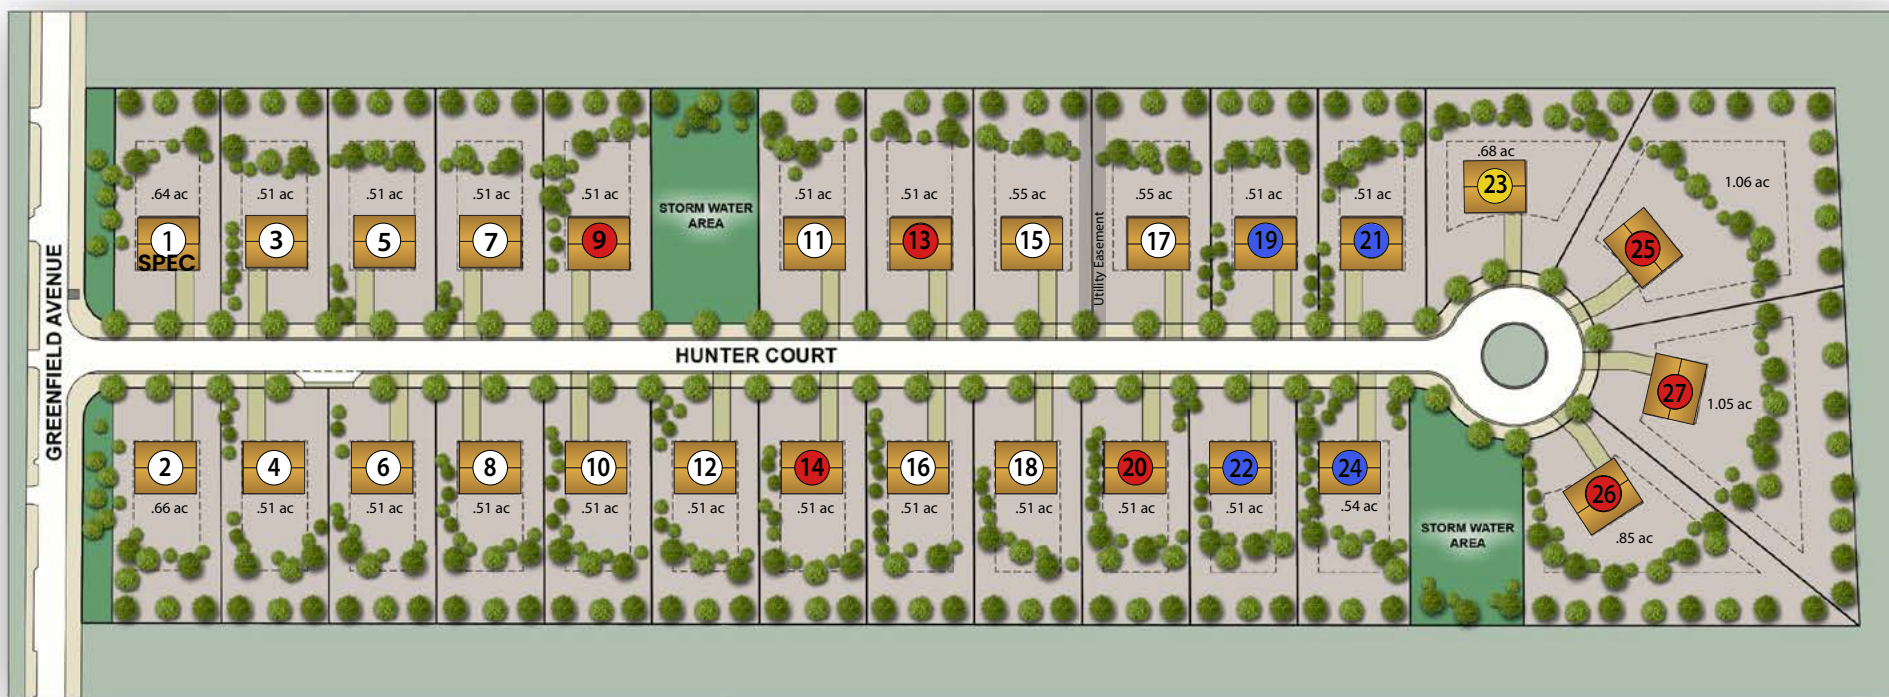 .68 ac
23
1.06 ac
.64 ac
.51 ac
.51 ac
.51 ac
.51 ac
STORM WATER
AREA
.51 ac
.51 ac
.55 ac
.55 ac
.51 ac
.51 ac
1
SPEC
3
5
7
9
11
13
15
Utility Easement
17
19
21
25
GREENFIELD AVENUE
HUNTER COURT
27
1.05 ac
2
4
6
8
10
12
14
16
18
20
22
24
26
.66 ac
.51 ac
.51 ac
.51 ac
.51 ac
.51 ac
.51 ac
.51 ac
.51 ac
.51 ac
.51 ac
.54 ac
STORM WATER
AREA
.85 ac